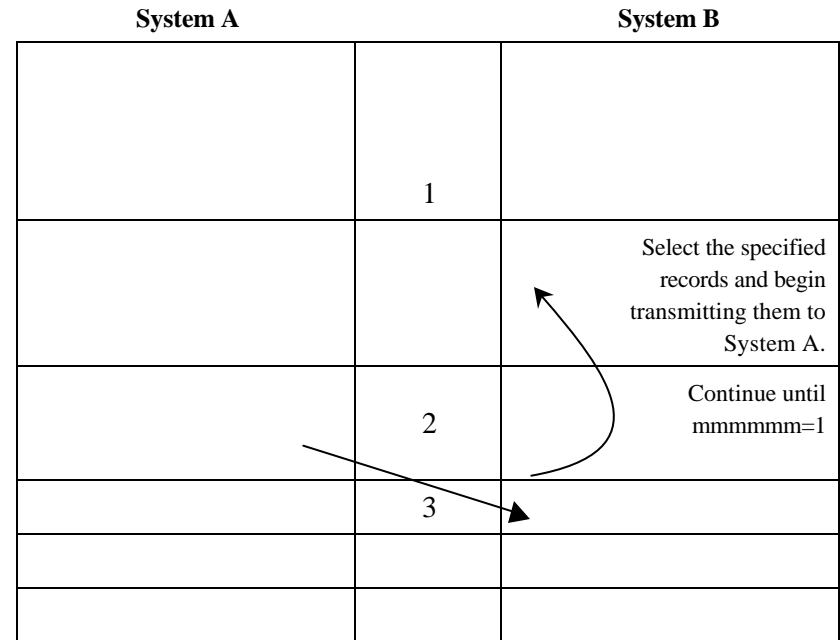 System A System B
1
Select the specified
records and begin
transmitting them to
System A.
Continue until
2
mmmmmm=1
3